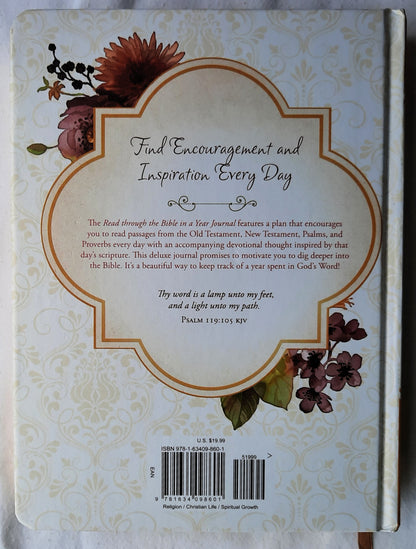 Find Encouragement and
Inspiration Every Day
The Read through the Bible in a Year Journal features a plan that encourages
you to read passages from the Old Testament, New Testament, Psalms, and
Proverbs every day with an accompanying devotional thought inspired by that
day's scripture. This deluxe journal promises to motivate you to dig deeper into
the Bible. It's a beautiful way to keep track of a year spent in God's Word!
Thy word is a lamp unto my feet,
and a light unto my path.
Psalm 119:105 KJV
U.S. $19.99
ISBN 978-1-63409-860-1
51999
EAN
9 781634 098601
Religion / Christian Life / Spiritual Growth